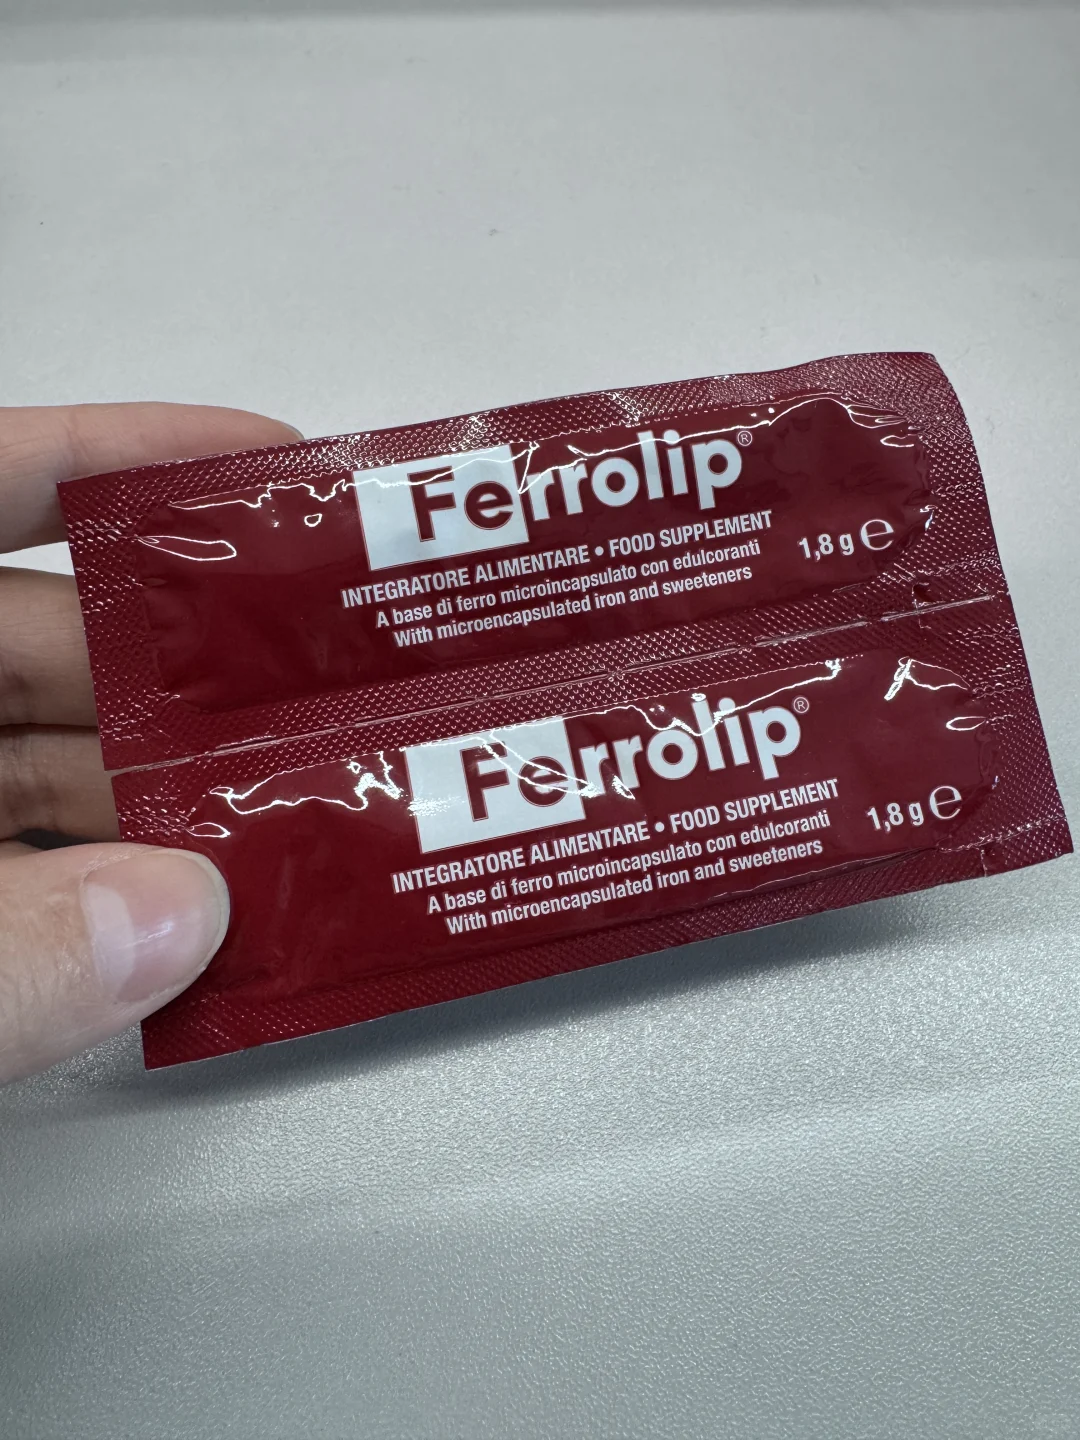 Ferrolip®
INTEGRATORE ALIMENTARE • FOOD SUPPLEMENT
A base di ferro microincapsulato con edulcoranti
With microencapsulated iron and sweeteners
1,8 g ℮
Ferrolip®
INTEGRATORE ALIMENTARE • FOOD SUPPLEMENT
A base di ferro microincapsulato con edulcoranti
With microencapsulated iron and sweeteners
1,8 g ℮